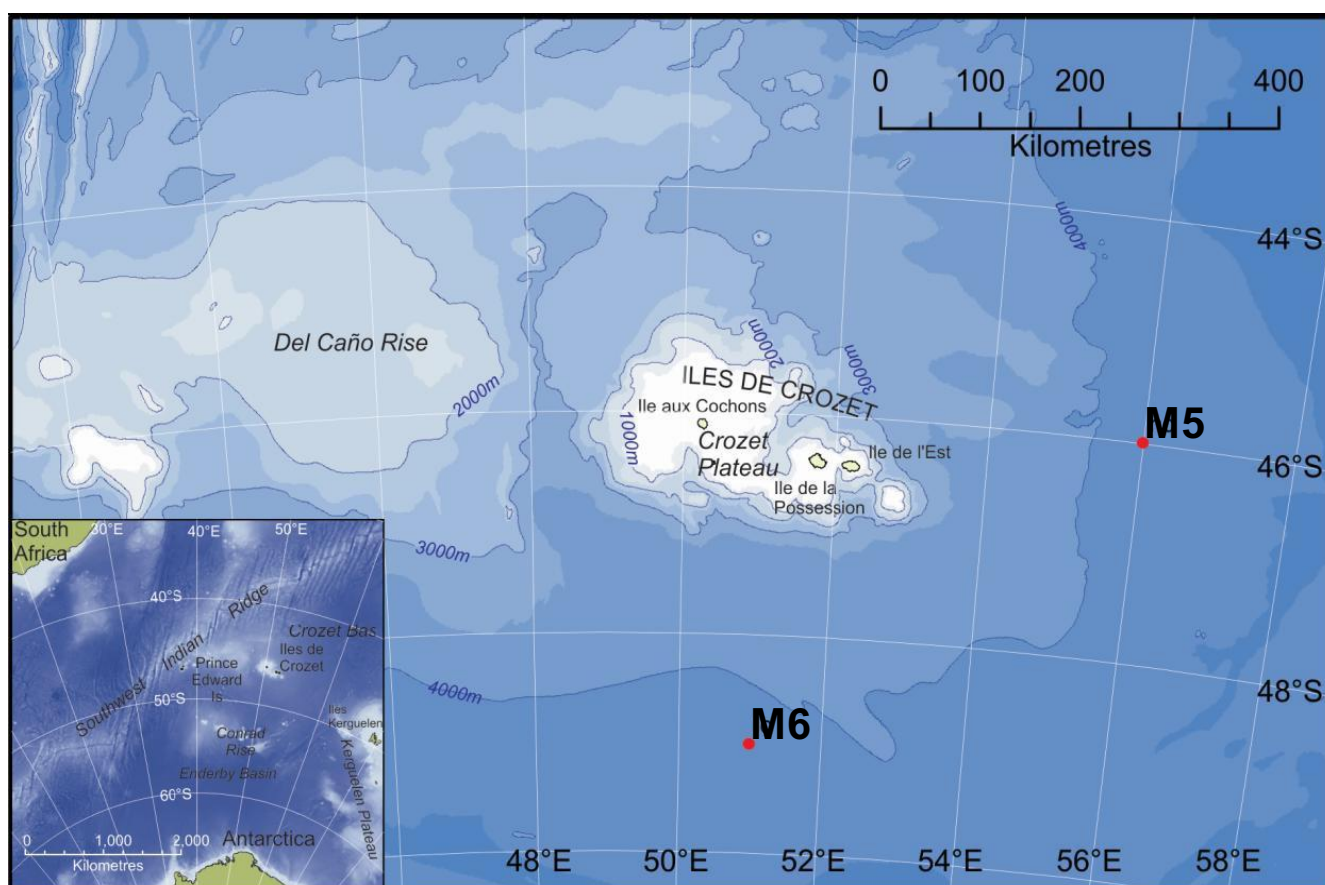 0 100 200 400
Kilometres
4000m
44°S
Del Caño Rise
2000m
2000m
3000m
ILES DE CROZET
Ile aux Cochons
1000m
Crozet
Plateau
Ile de l'Est
Ile de la
Possession
M5
46°S
3000m
4000m
M6
48°S
48°E 50°E 52°E 54°E 56°E 58°E
South
Africa
30°E 40°E 50°E
40°S
Southwest Indian Ridge
Crozet Bas
Iles de
Crozet
Prince
Edward
Is
50°S
Iles
Kerguelen
Conrad
Rise
Kerguelen Plateau
Enderby Basin
60°S
0 1,000 2,000
Kilometres
Antarctica